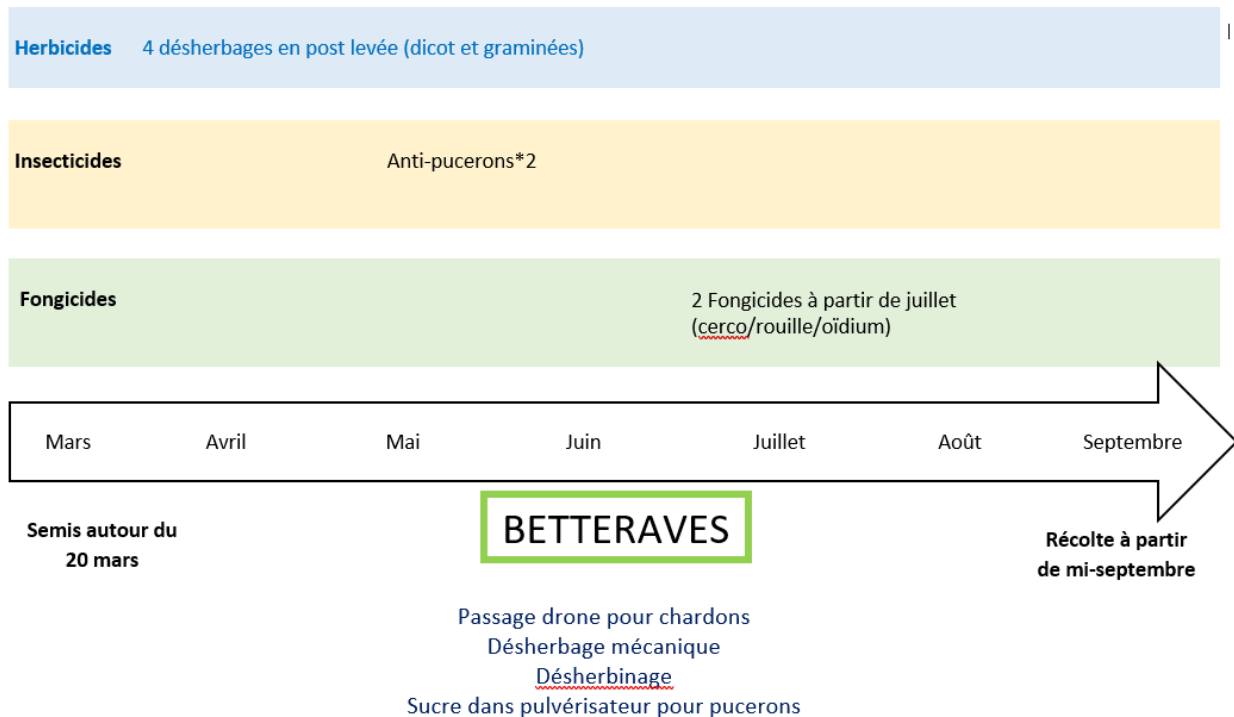 Herbicides 4 désherbages en post levée (dicot et graminées)
Insecticides Anti-pucerons*2
Fongicides 2 Fongicides à partir de juillet
(cerco/rouille/oïdium)
Mars Avril Mai Juin Juillet Août Septembre
Semis autour du
20 mars
BETTERAVES
Récolte à partir
de mi-septembre
Passage drone pour chardons
Désherbage mécanique
Désherbinage
Sucre dans pulvérisateur pour pucerons